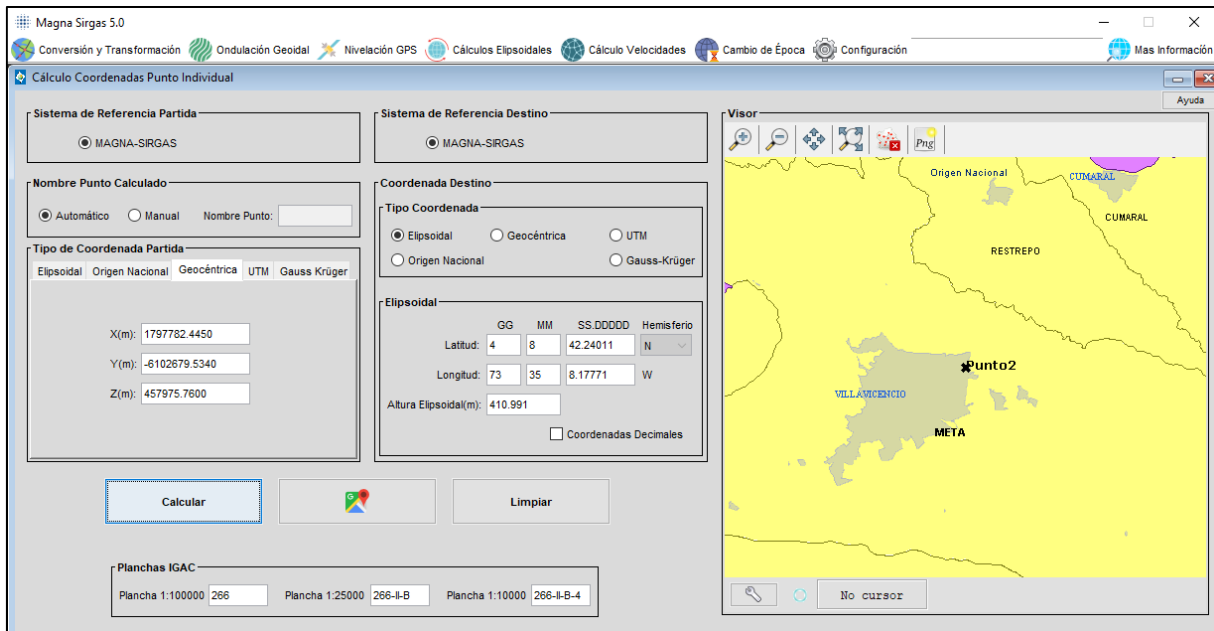 Magna Sirgas 5.0
Conversión y Transformación Ondulación Geoidal Nivelación GPS Cálculos Elipsoidales Cálculo Velocidades Cambio de Época Configuración Mas Información
Cálculo Coordenadas Punto Individual
Ayuda
Sistema de Referencia Partida
MAGNA-SIRGAS
Sistema de Referencia Destino
MAGNA-SIRGAS
Nombre Punto Calculado
Automático Manual Nombre Punto:
Tipo de Coordenada Partida
Elipsoidal Origen Nacional Geocéntrica UTM Gauss Krüger
X(m): 1797782.4450
Y(m): -6102679.5340
Z(m): 457975.7600
Coordenada Destino
Tipo Coordenada
Elipsoidal Geocéntrica UTM
Origen Nacional Gauss-Krüger
Elipsoidal
GG MM SS.DDDDD Hemisferio
Latitud: 4 8 42.24011 N
Longitud: 73 35 8.17771 W
Altura Elipsoidal(m): 410.991
Coordenadas Decimales
Calcular
Limpiar
Planchas IGAC
Plancha 1:100000 266 Plancha 1:25000 266-II-B Plancha 1:10000 266-II-B-4
Visor
Png
Origen Nacional
CUMARAL
CUMARAL
RESTREPO
Punto2
VILLAVICENCIO
META
No cursor